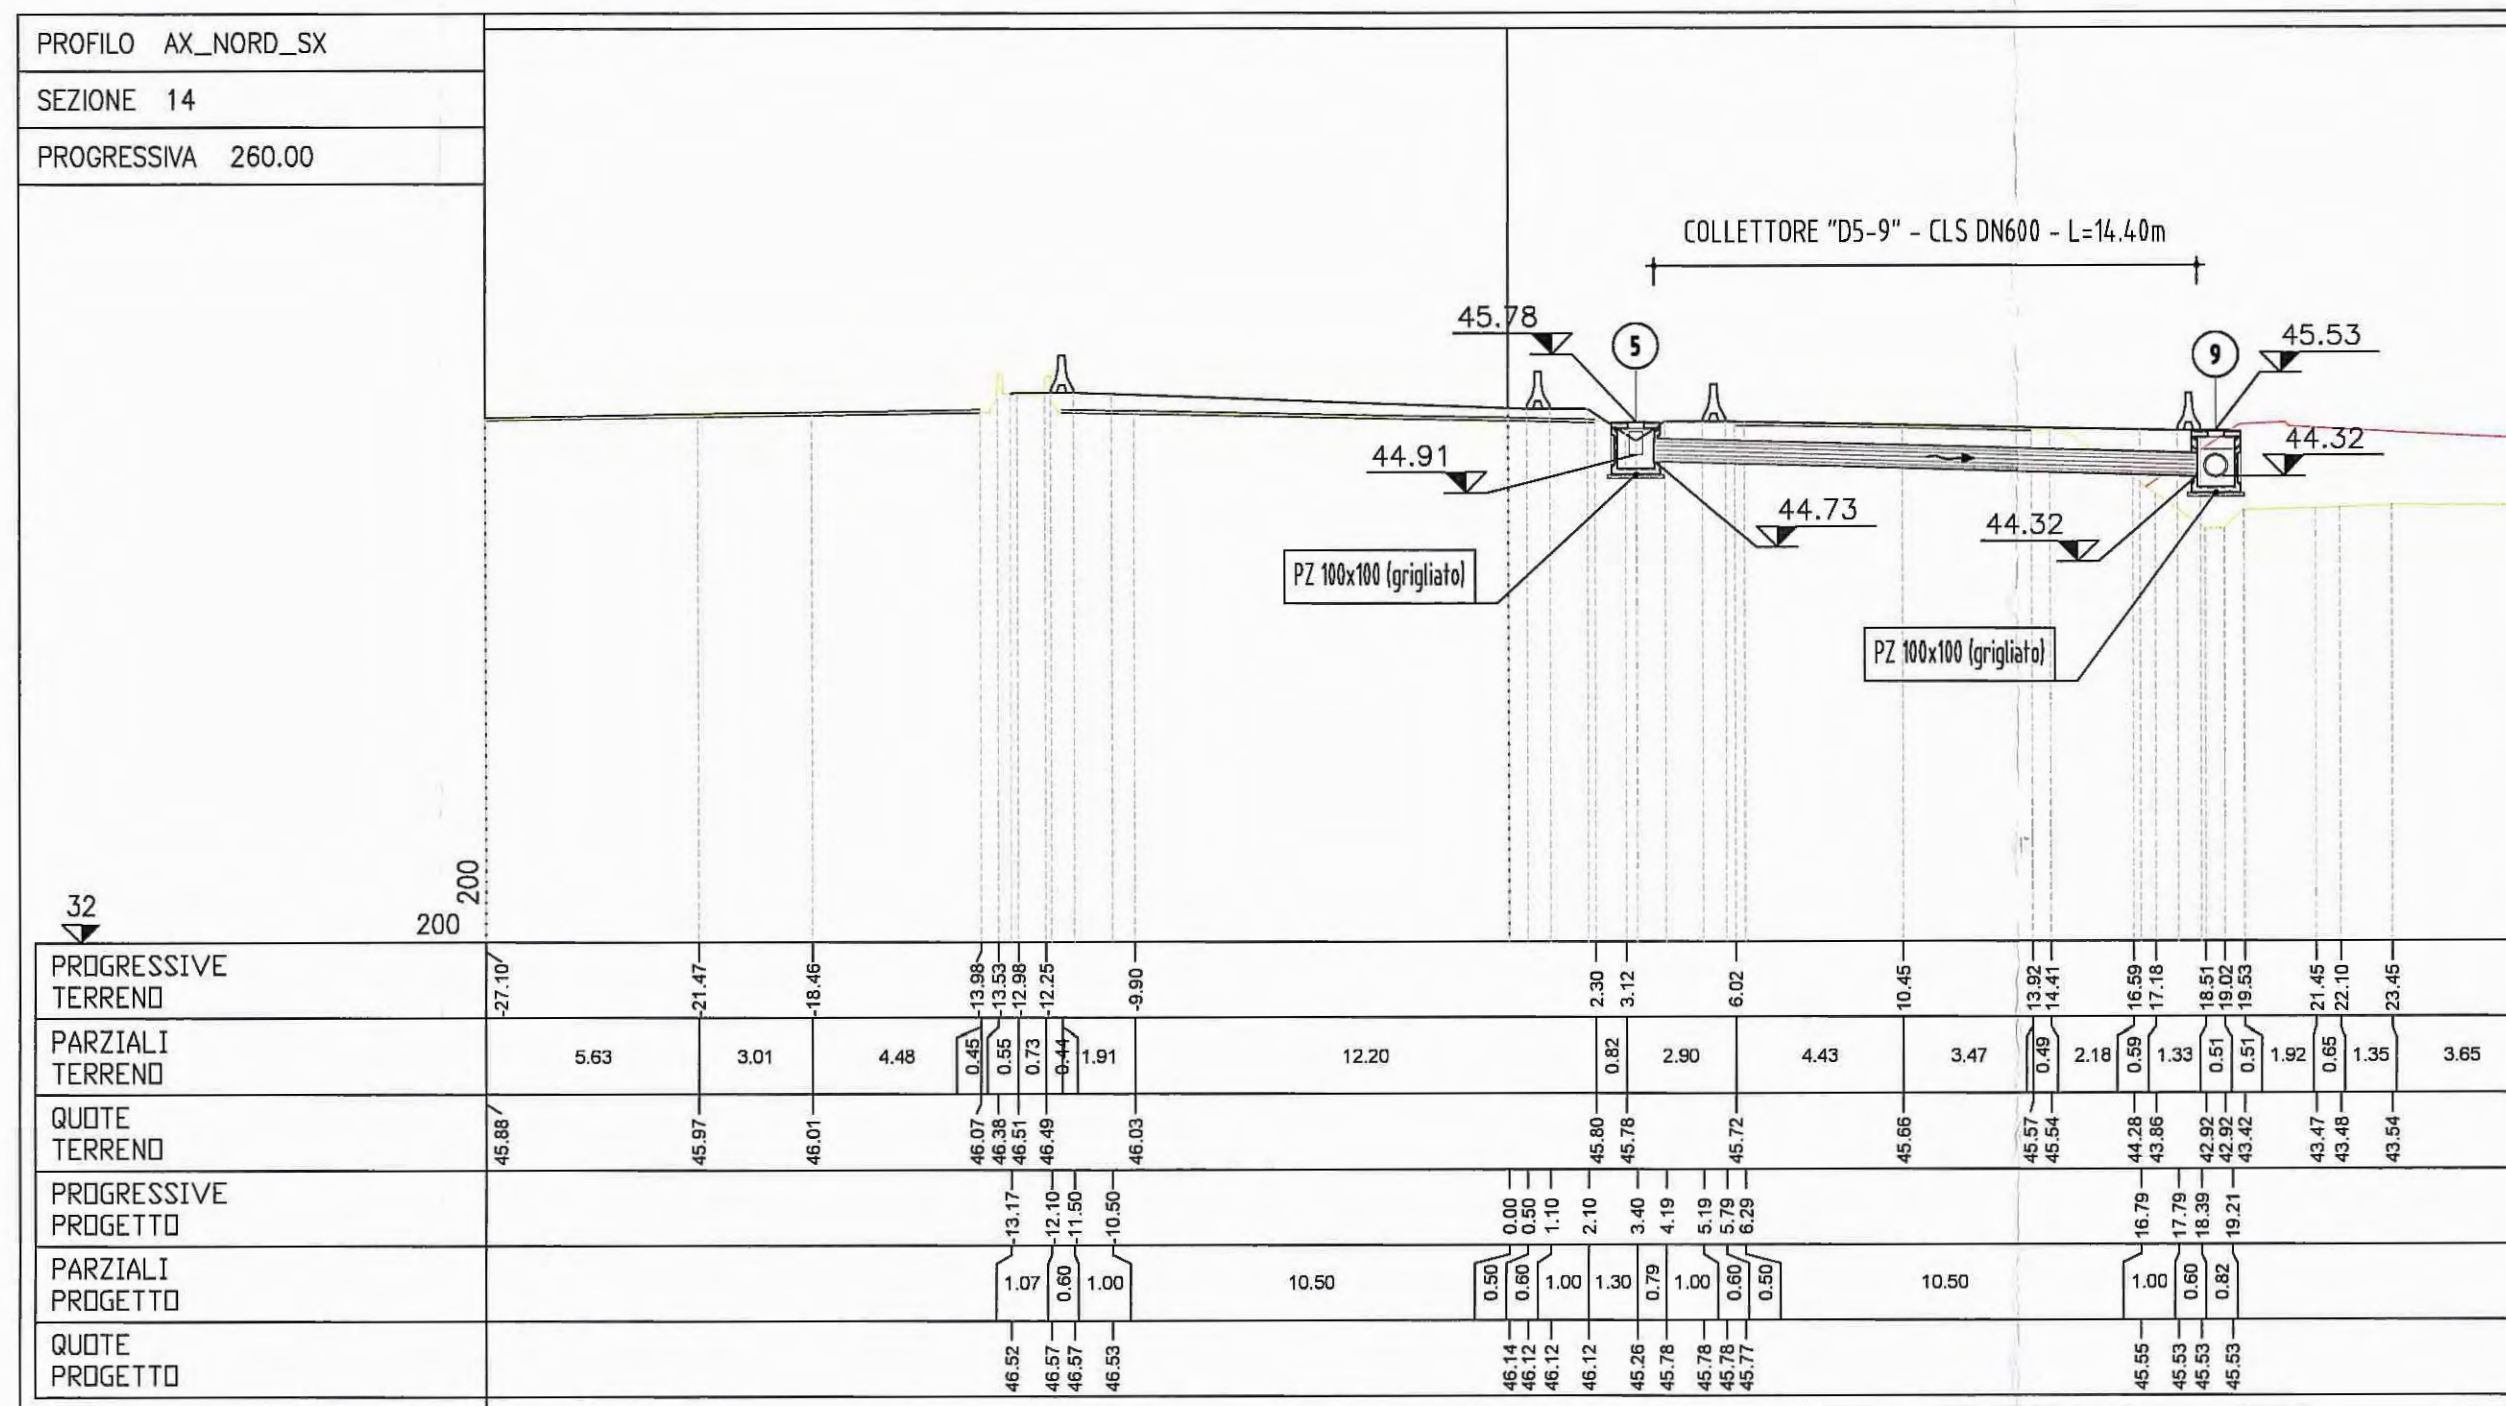 PROFILO AX_NORD_SX
SEZIONE 14
PROGRESSIVA 260.00
COLLETTORE "D5-9" - CLS DN600 - L=14.40m
45.78
5
9
45.53
44.91
44.32
44.73
44.32
PZ 100x100 (grigliato)
PZ 100x100 (grigliato)
200
32
200
PROGRESSIVE
TERRENO
-27.10 -21.47 -18.46 -13.98 -13.53 -12.98 -12.25 -9.90 2.30 3.12 6.02 10.45 13.92 14.41 16.59 17.18 18.51 19.02 19.53 21.45 22.10 23.45
PARZIALI
TERRENO
5.63 3.01 4.48 0.45 0.55 0.73 0.44 1.91 12.20 0.82 2.90 4.43 3.47 0.49 2.18 0.59 1.33 0.51 0.51 1.92 0.65 1.35 3.65
QUOTE
TERRENO
45.88 45.97 46.01 46.07 46.38 46.51 46.49 46.03 45.80 45.78 45.72 45.66 45.57 45.54 44.28 43.86 42.92 42.92 43.42 43.47 43.48 43.54
PROGRESSIVE
PROGETTO
-13.17 -12.10 -11.50 -10.50 0.00 0.50 1.10 2.10 3.40 4.19 5.19 5.79 6.29 16.79 17.79 18.39 19.21
PARZIALI
PROGETTO
1.07 0.60 1.00 10.50 0.50 0.60 1.00 1.30 0.79 1.00 0.60 0.50 10.50 1.00 0.60 0.82
QUOTE
PROGETTO
46.52 46.57 46.57 46.53 46.14 46.12 46.12 46.12 45.26 45.78 45.78 45.78 45.77 45.55 45.53 45.53 45.53